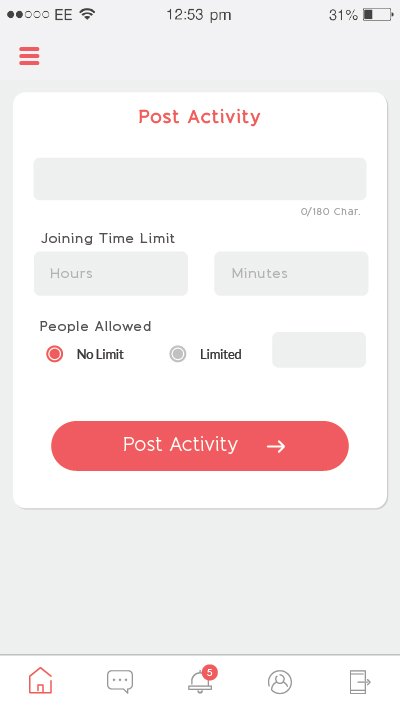 EE 12:53 pm 31%
Post Activity
0/180 Char.
Joining Time Limit
Hours Minutes
People Allowed
No Limit Limited
Post Activity
5